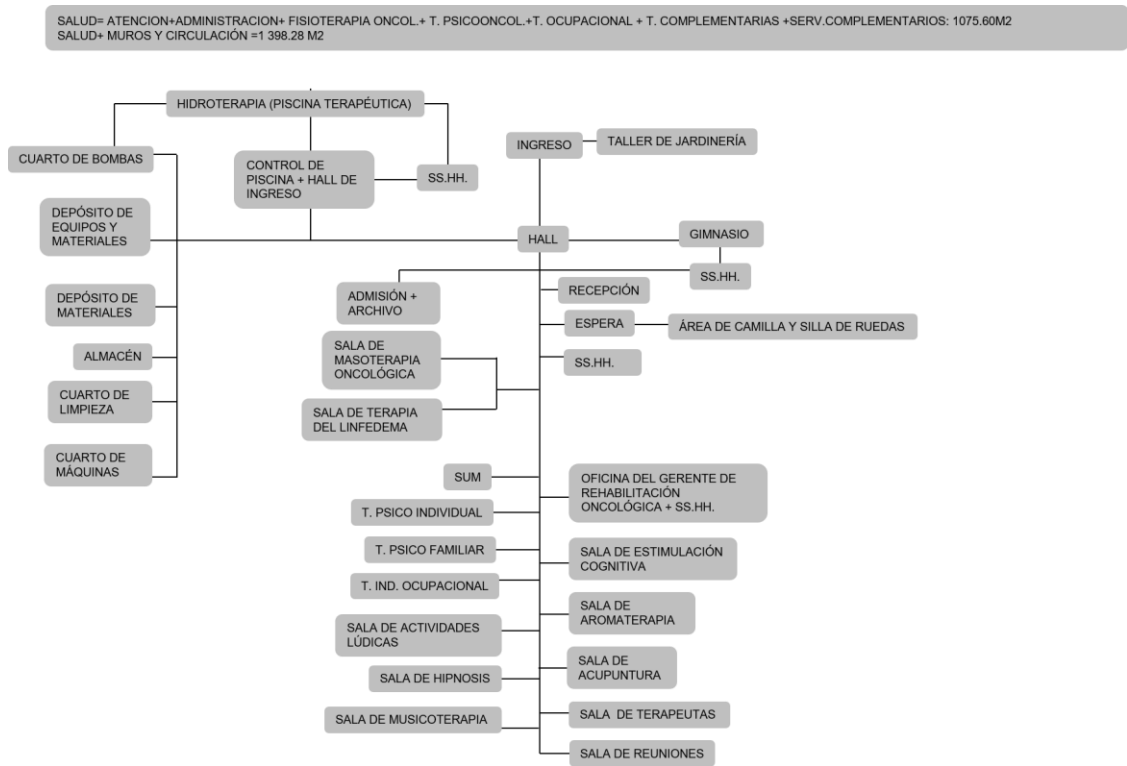 SALUD= ATENCION+ADMINISTRACION+ FISIOTERAPIA ONCOL.+ T. PSICOONCOL.+T. OCUPACIONAL + T. COMPLEMENTARIAS +SERV.COMPLEMENTARIOS: 1075.60M2
SALUD+ MUROS Y CIRCULACIÓN =1 398.28 M2
HIDROTERAPIA (PISCINA TERAPÉUTICA)
INGRESO
TALLER DE JARDINERÍA
CUARTO DE BOMBAS
CONTROL DE
PISCINA + HALL DE
INGRESO
SS.HH.
DEPÓSITO DE
EQUIPOS Y
MATERIALES
HALL
GIMNASIO
SS.HH.
ADMISIÓN +
ARCHIVO
RECEPCIÓN
DEPÓSITO DE
MATERIALES
ESPERA
ÁREA DE CAMILLA Y SILLA DE RUEDAS
SALA DE
MASOTERAPIA
ONCOLÓGICA
SS.HH.
ALMACÉN
CUARTO DE
LIMPIEZA
SALA DE TERAPIA
DEL LINFEDEMA
CUARTO DE
MÁQUINAS
SUM
OFICINA DEL GERENTE DE
REHABILITACIÓN
ONCOLÓGICA + SS.HH.
T. PSICO INDIVIDUAL
T. PSICO FAMILIAR
SALA DE ESTIMULACIÓN
COGNITIVA
T. IND. OCUPACIONAL
SALA DE
AROMATERAPIA
SALA DE ACTIVIDADES
LÚDICAS
SALA DE
ACUPUNTURA
SALA DE HIPNOSIS
SALA DE MUSICOTERAPIA
SALA DE TERAPEUTAS
SALA DE REUNIONES